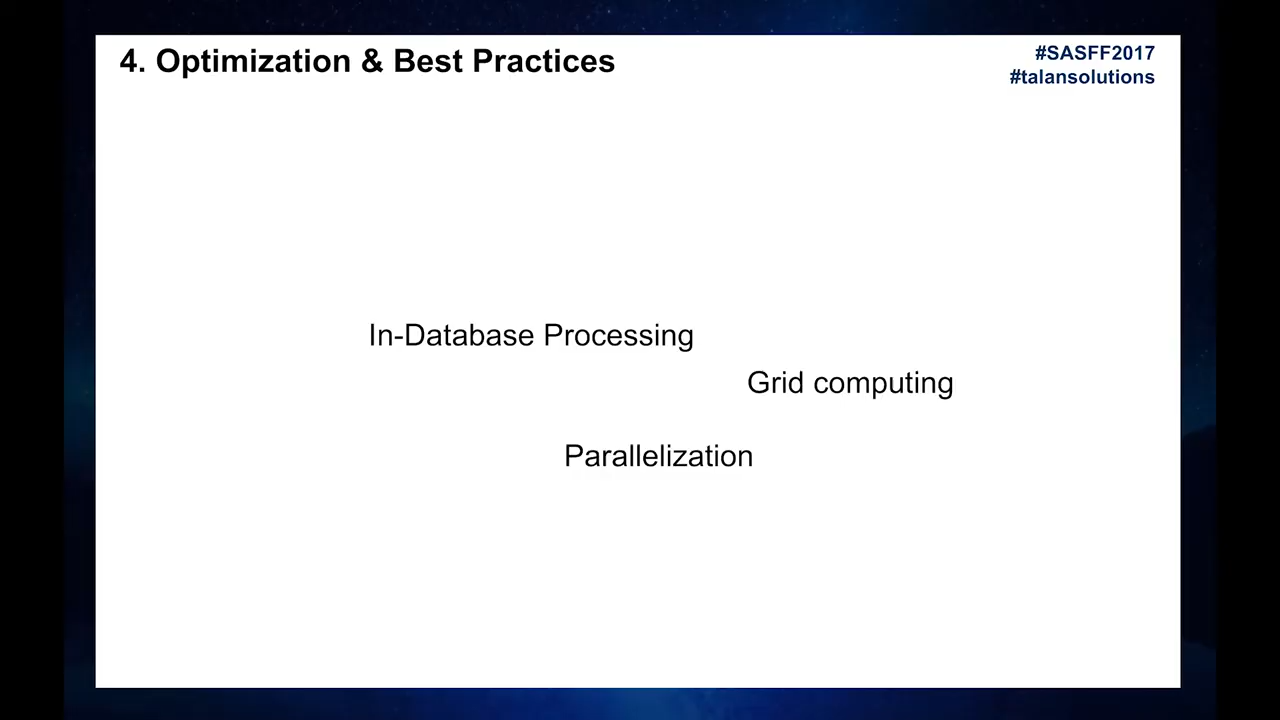 4. Optimization & Best Practices
#SASFF2017
#talansolutions
In-Database Processing
Grid computing
Parallelization